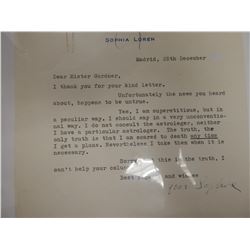 SOPHIA LOREN
Madrid, 28th December
Dear Mister Gardner,
I thank you for your kind letter.
Unfortunately the news you heard
about, happens to be untrue.
Yes, I am superstitious, but in
a peculiar way. I should say in a very unconventio-
nal way. I do not consult the astrologer, neither
I have a particular astrologer. The truth, the
only truth is that I am scared to death any time
I get a plane. Nevertheless I take them when it is
necessary.
Sorry this is the truth, I
can't help your
Best and wishes